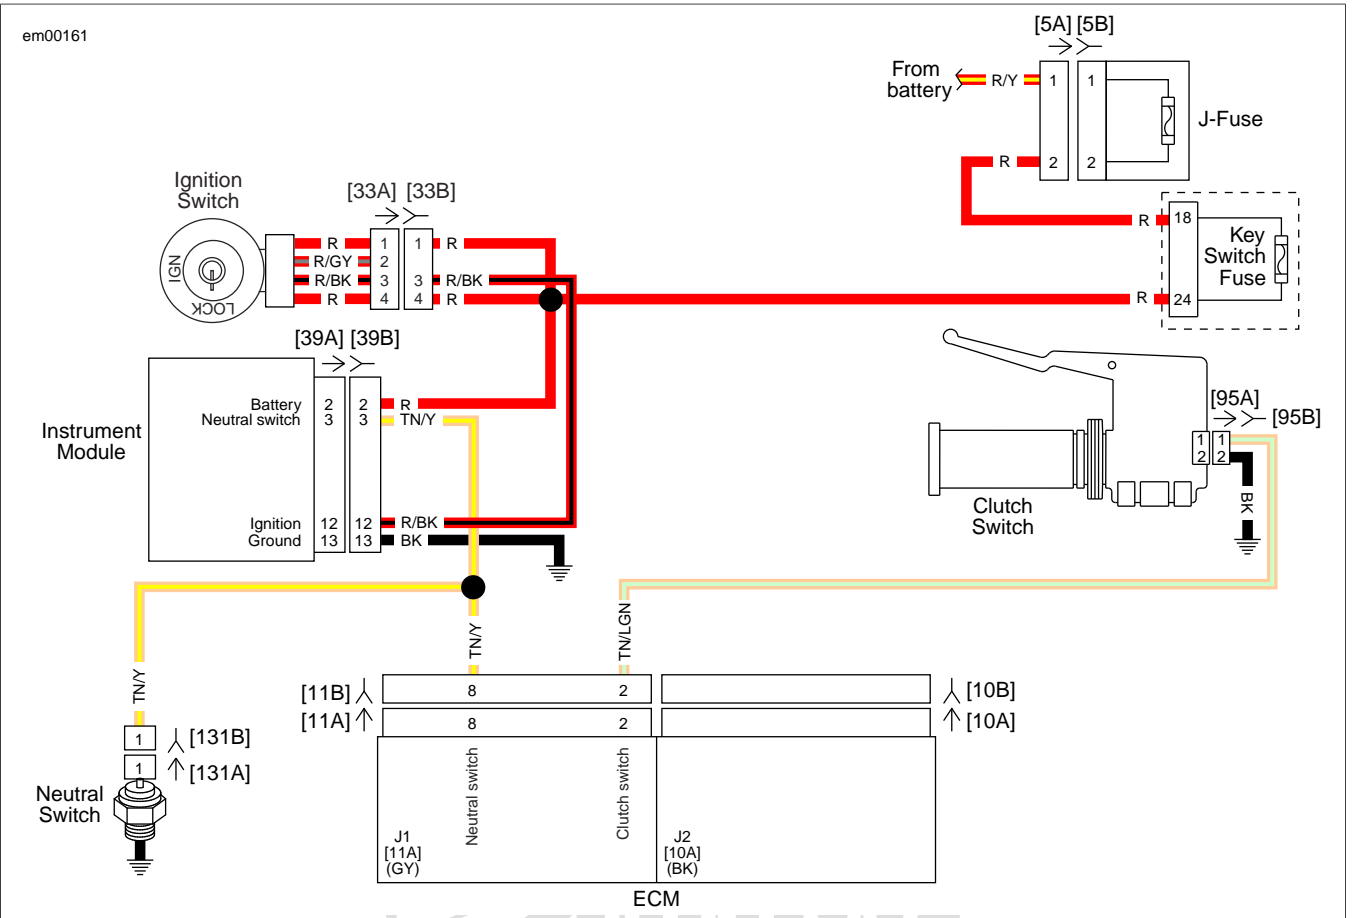 em00161
[5A] [5B]
From
battery
R/Y
1
1
J-Fuse
R
2
2
Ignition
Switch
[33A] [33B]
IGN
LOCK
R
1
1
R
R/GY
2
R/BK
3
3
R/BK
R
4
4
R
R
18
Key
Switch
Fuse
R
24
[39A] [39B]
Instrument
Module
Battery
2
2
R
Neutral switch
3
3
TN/Y
Ignition
12
12
R/BK
Ground
13
13
BK
[95A]
[95B]
1
1
2
2
BK
Clutch
Switch
TN/Y
TN/Y
TN/LGN
[11B]
8
2
[10B]
[11A]
8
2
[10A]
1
[131B]
1
[131A]
Neutral
Switch
Neutral switch
Clutch switch
J1
[11A]
(GY)
J2
[10A]
(BK)
ECM